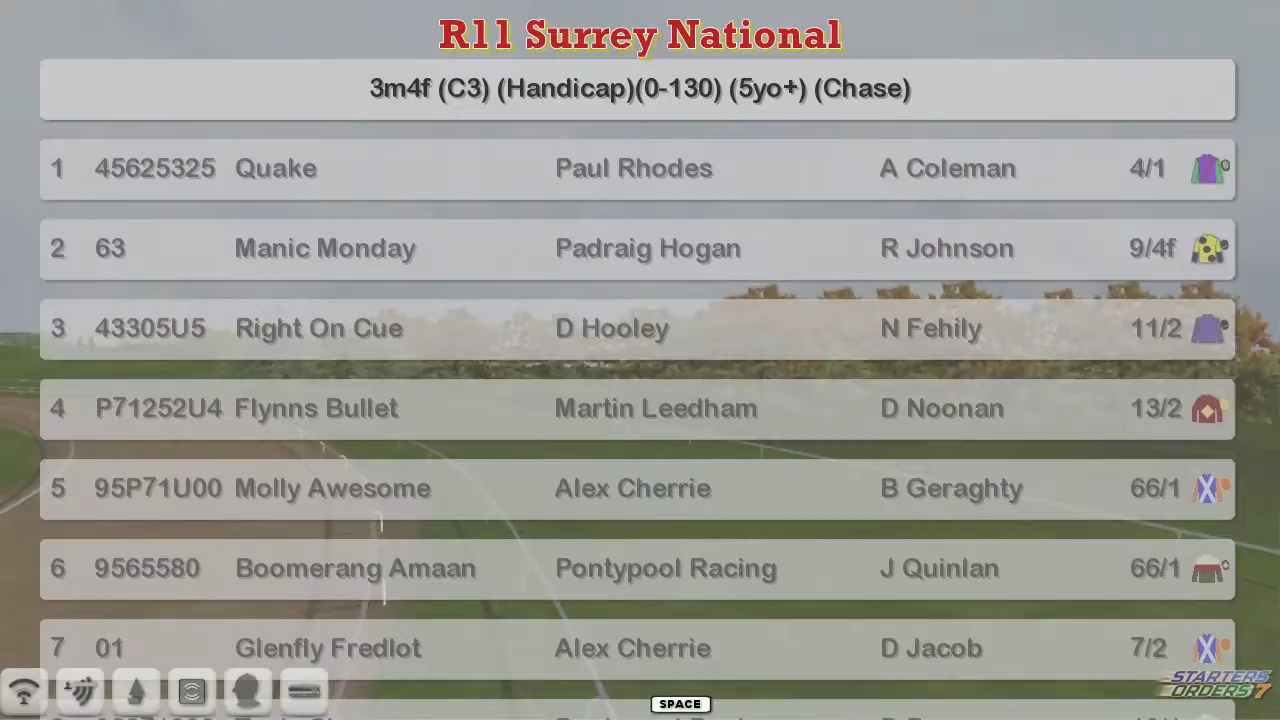 R11 Surrey National
3m4f (C3) (Handicap)(0-130) (5yo+) (Chase)
1 45625325 Quake Paul Rhodes A Coleman 4/1
2 63 Manic Monday Padraig Hogan R Johnson 9/4f
3 43305U5 Right On Cue D Hooley N Fehily 11/2
4 P71252U4 Flynns Bullet Martin Leedham D Noonan 13/2
5 95P71U00 Molly Awesome Alex Cherrie B Geraghty 66/1
6 9565580 Boomerang Amaan Pontypool Racing J Quinlan 66/1
7 01 Glenfly Fredlot Alex Cherrie D Jacob 7/2
STARTERS
ORDERS 7
SPACE